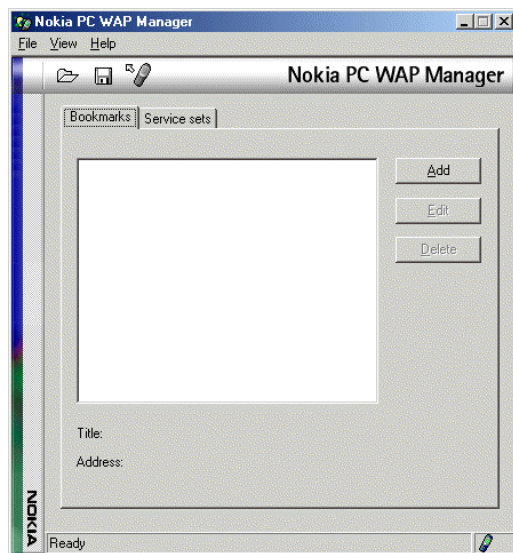 Nokia PC WAP Manager
File View Help
Nokia PC WAP Manager
Bookmarks Service sets
Add
Edit
Delete
Title:
Address:
NOKIA
Ready